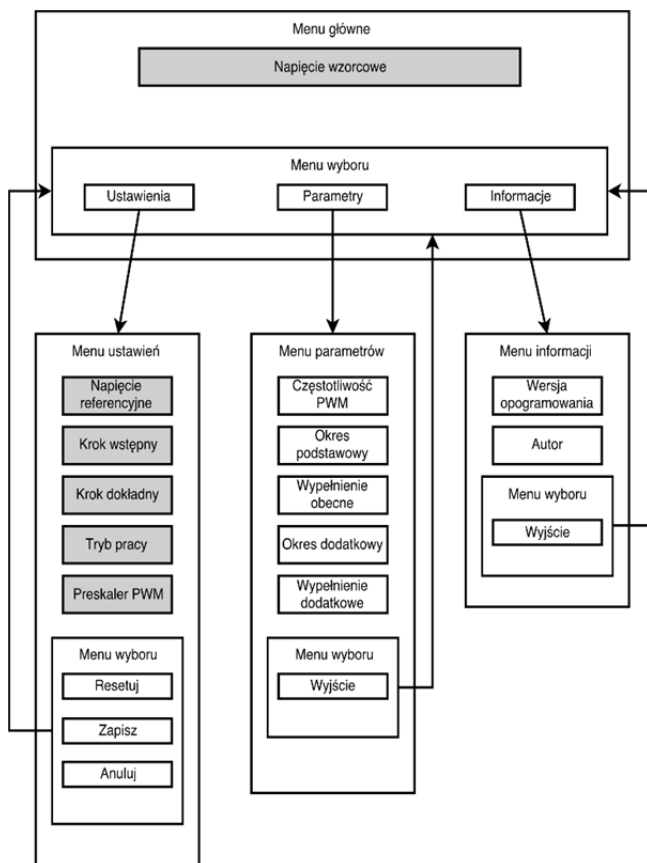 Menu główne
Napięcie wzorcowe
Menu wyboru
Ustawienia
Parametry
Informacje
Menu ustawień
Napięcie
referencyjne
Krok wstępny
Krok dokładny
Tryb pracy
Preskaler PWM
Menu wyboru
Resetuj
Zapisz
Anuluj
Menu parametrów
Częstotliwość
PWM
Okres
podstawowy
Wypełnienie
obecne
Okres dodatkowy
Wypełnienie
dodatkowe
Menu wyboru
Wyjście
Menu informacji
Wersja
opogramowania
Autor
Menu wyboru
Wyjście